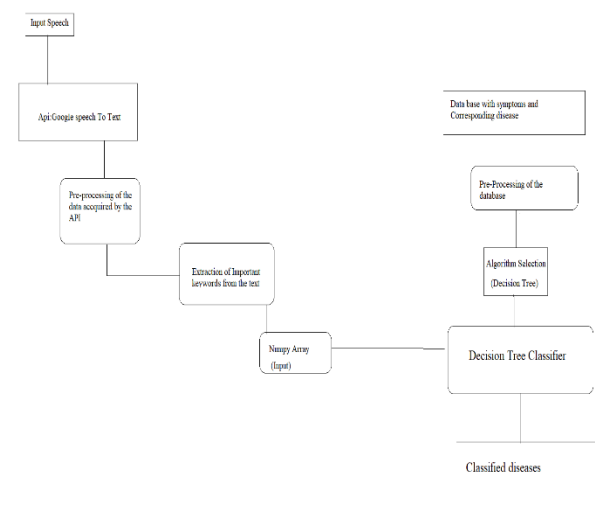 Input Speech
Api:Google speech To Text
Pre-processing of the
data accquired by the
API
Extraction of Important
keywords from the text
Numpy Array
(Input)
Data base with symptoms and
Corresponding disease
Pre-Processing of the
database
Algorithm Selection
(Decision Tree)
Decision Tree Classifier
Classified diseases